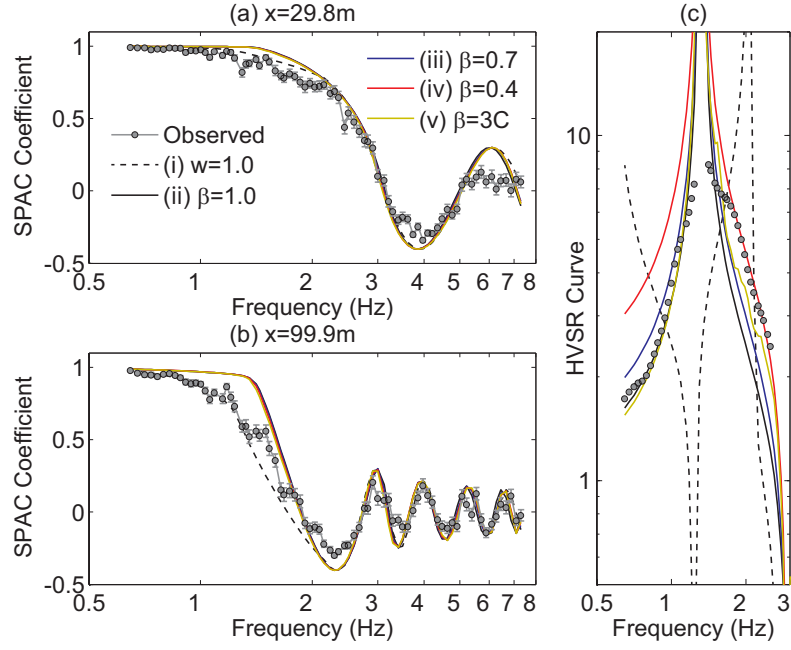 (a) x=29.8m
1
0.5
0
-0.5
SPAC Coefficient
Observed
(i) w=1.0
(ii) β=1.0
(iii) β=0.7
(iv) β=0.4
(v) β=3C
0.5 1 2 3 4 5 6 7 8
Frequency (Hz)
(b) x=99.9m
1
0.5
0
-0.5
SPAC Coefficient
0.5 1 2 3 4 5 6 7 8
Frequency (Hz)
(c)
10
1
HVSR Curve
0.5 1 2 3
Frequency (Hz)